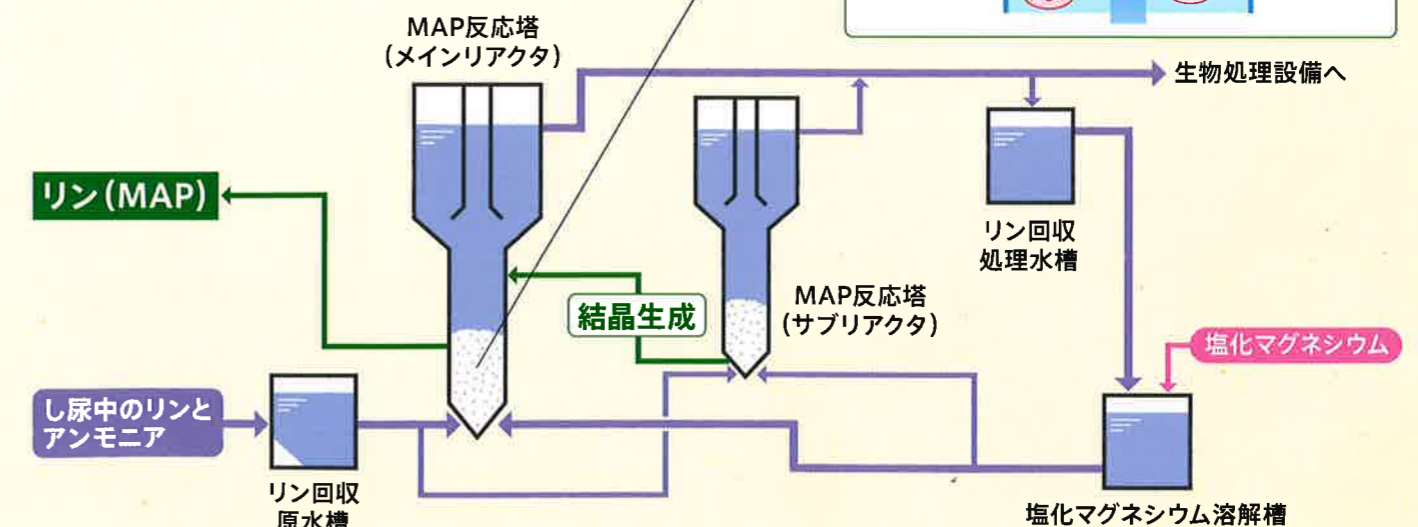 MAP反応塔
(メインリアクタ)
生物処理設備へ
リン(MAP)
リン回収
処理水槽
MAP反応塔
(サブリアクタ)
結晶生成
塩化マグネシウム
し尿中のリンと
アンモニア
リン回収
原水槽
塩化マグネシウム溶解槽